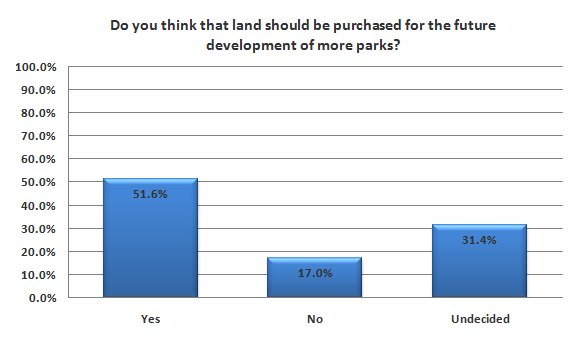 Do you think that land should be purchased for the future
development of more parks?
100.0%
90.0%
80.0%
70.0%
60.0%
50.0%
40.0%
30.0%
20.0%
10.0%
0.0%
51.6%
17.0%
31.4%
Yes
No
Undecided